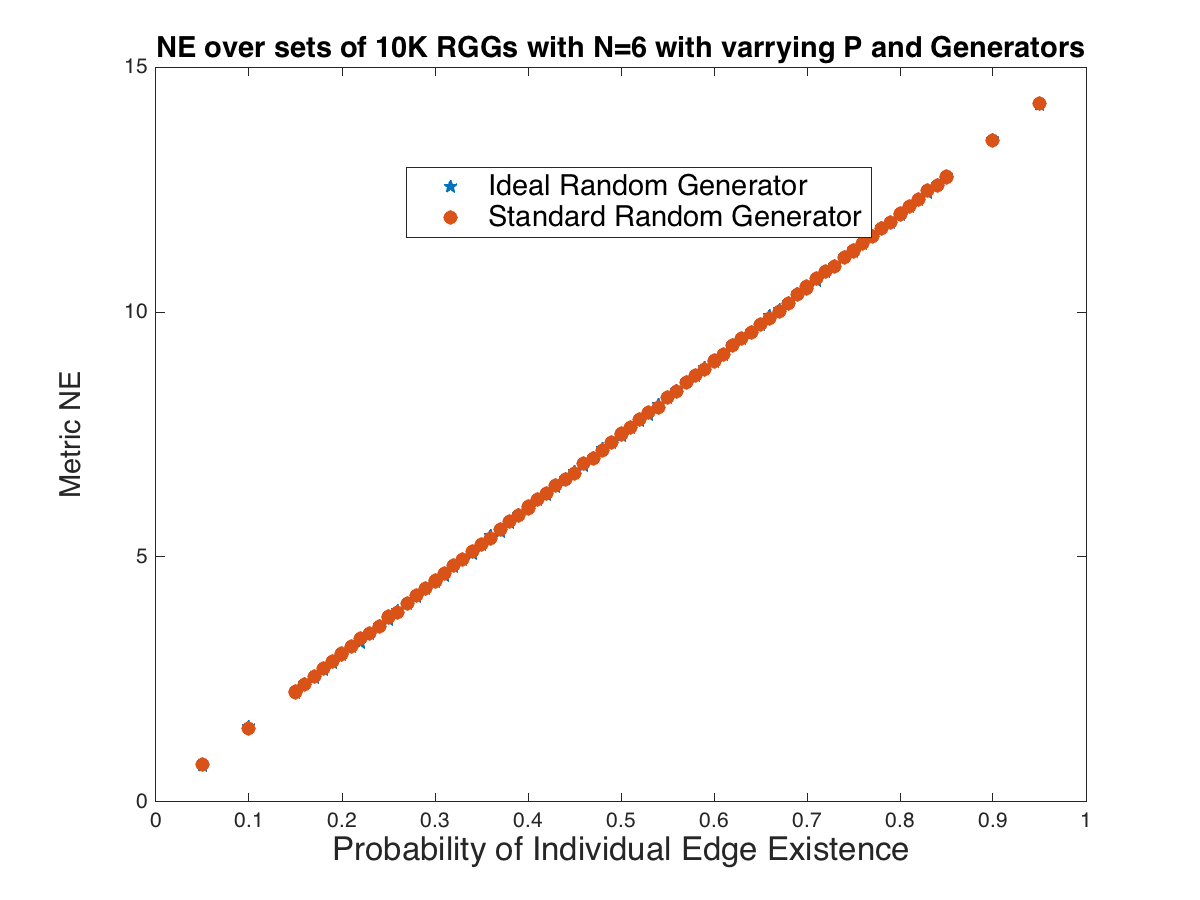 NE over sets of 10K RGGs with N=6 with varrying P and Generators
15
10
5
0
Metric NE
Ideal Random Generator
Standard Random Generator
0 0.1 0.2 0.3 0.4 0.5 0.6 0.7 0.8 0.9 1
Probability of Individual Edge Existence